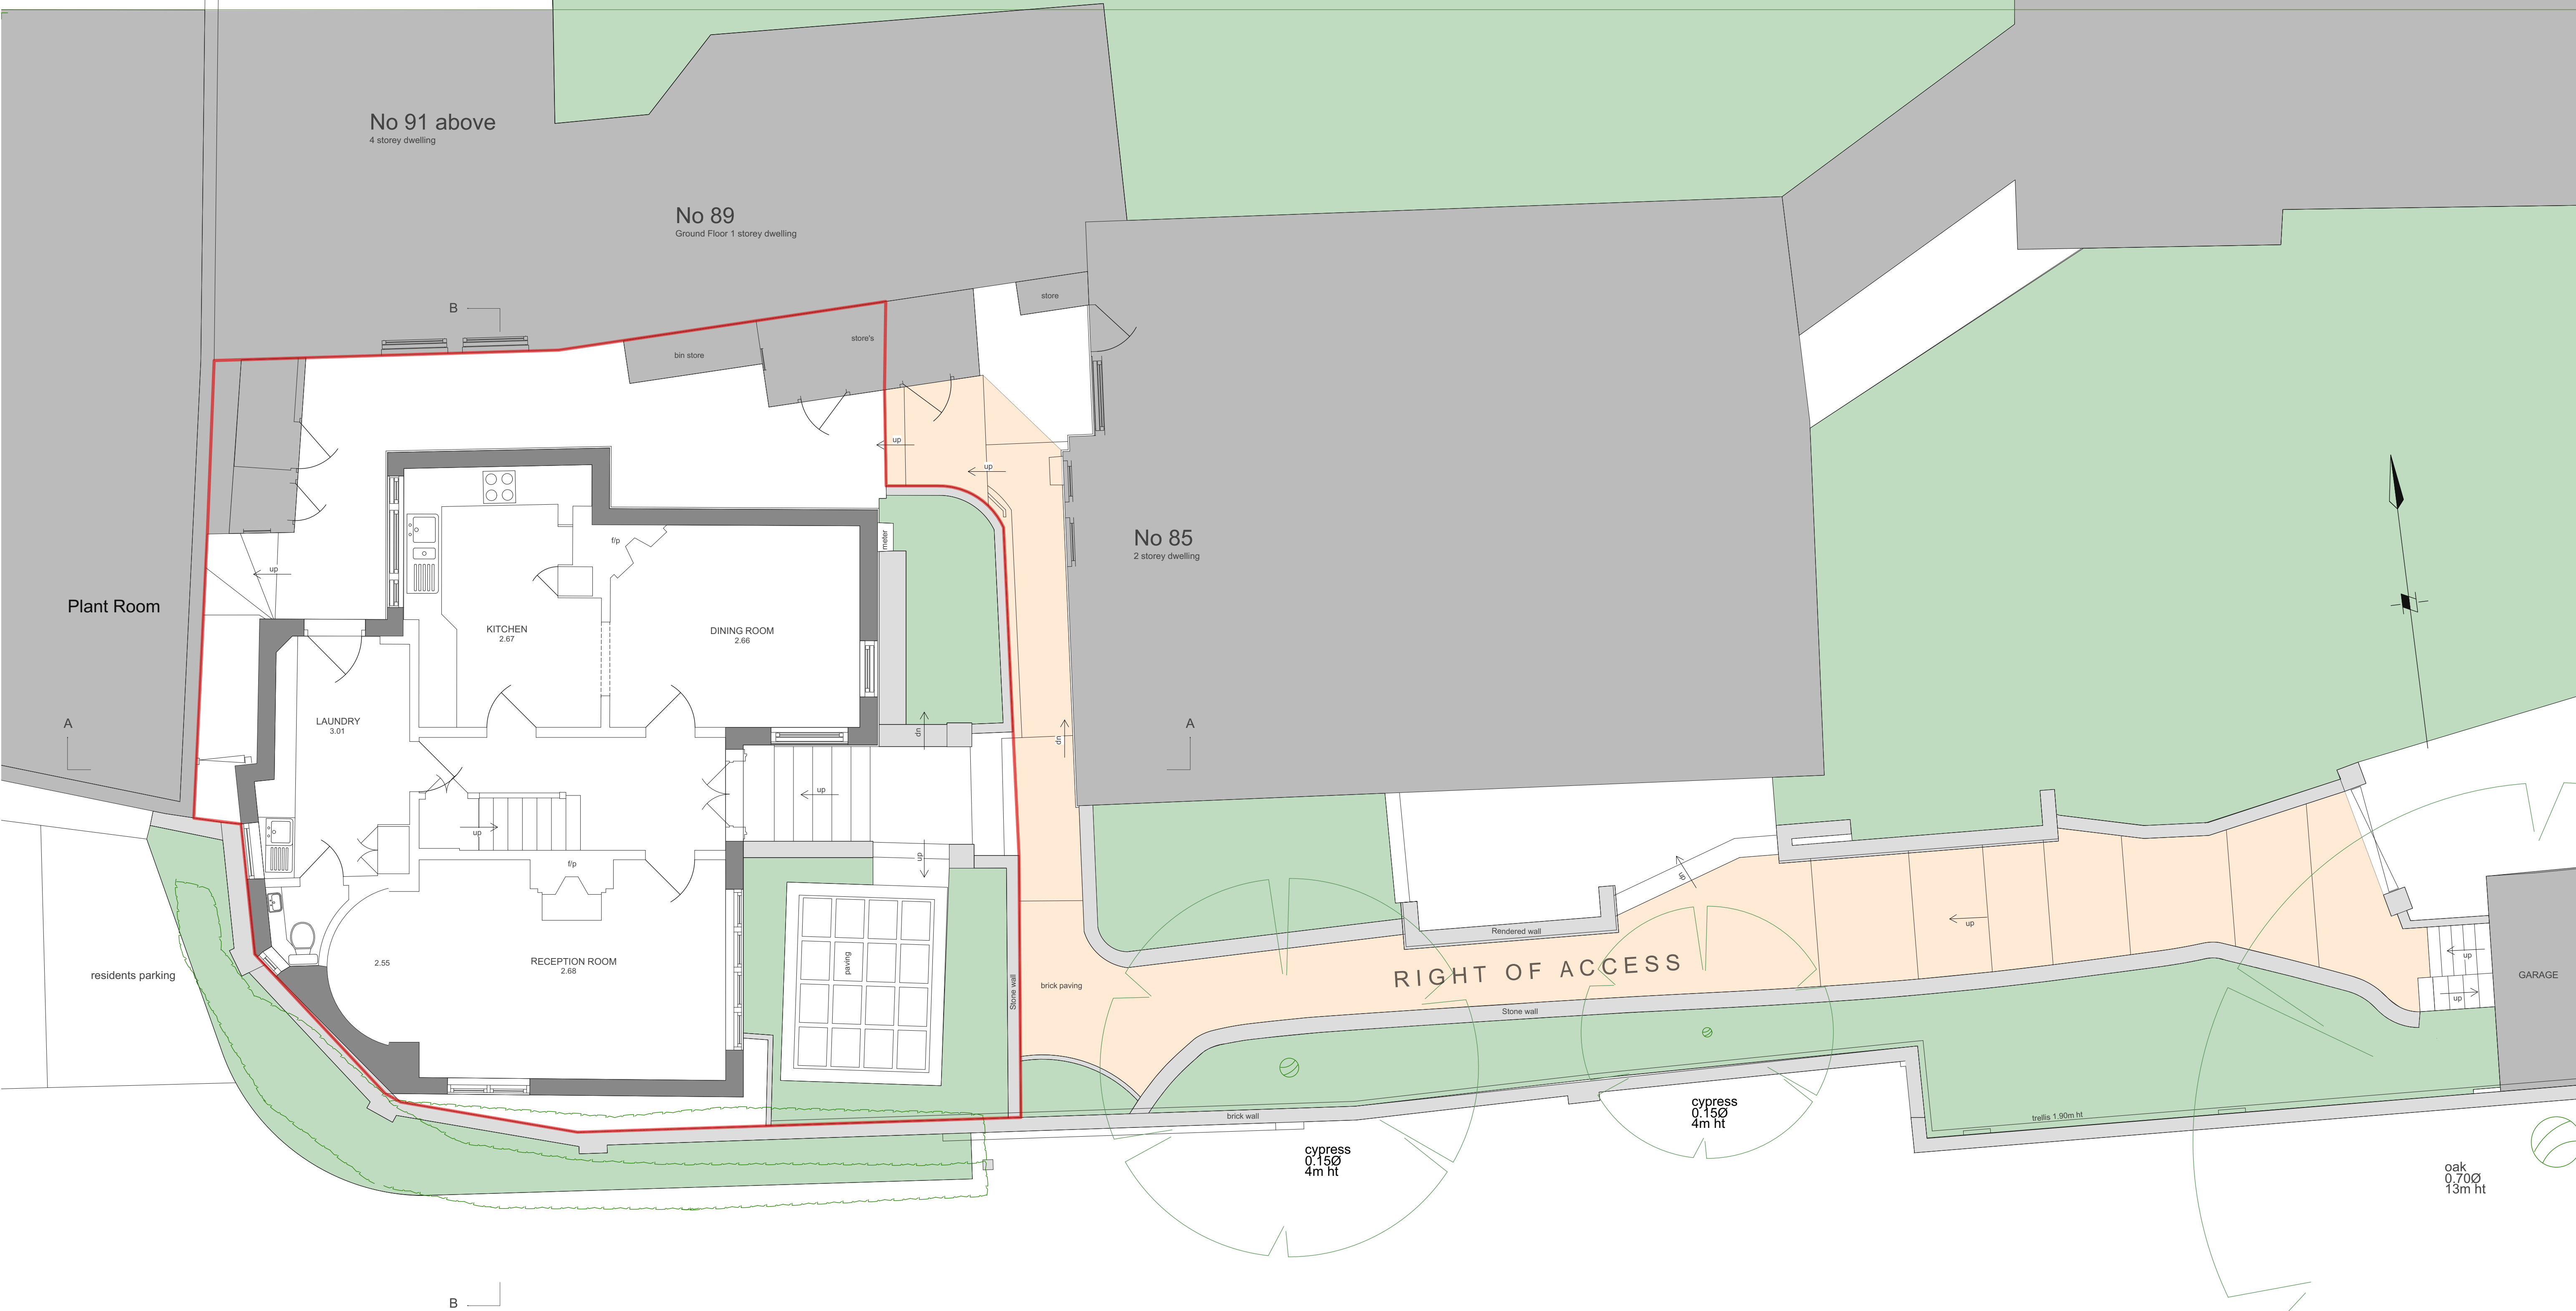 No 91 above
4 storey dwelling
No 89
Ground Floor 1 storey dwelling
B
store
bin store
store's
up
up
up
f/p
meter
No 85
2 storey dwelling
Plant Room
KITCHEN
2.67
DINING ROOM
2.66
LAUNDRY
3.01
A
A
dn
dn
up
up
up
f/p
up
up
Rendered wall
2.55
RECEPTION ROOM
2.68
paving
Stone wall
brick paving
RIGHT OF ACCESS
Stone wall
up
up
GARAGE
residents parking
brick wall
trellis 1.90m ht
cypress
0.15Ø
4m ht
cypress
0.15Ø
4m ht
oak
0.70Ø
13m ht
B